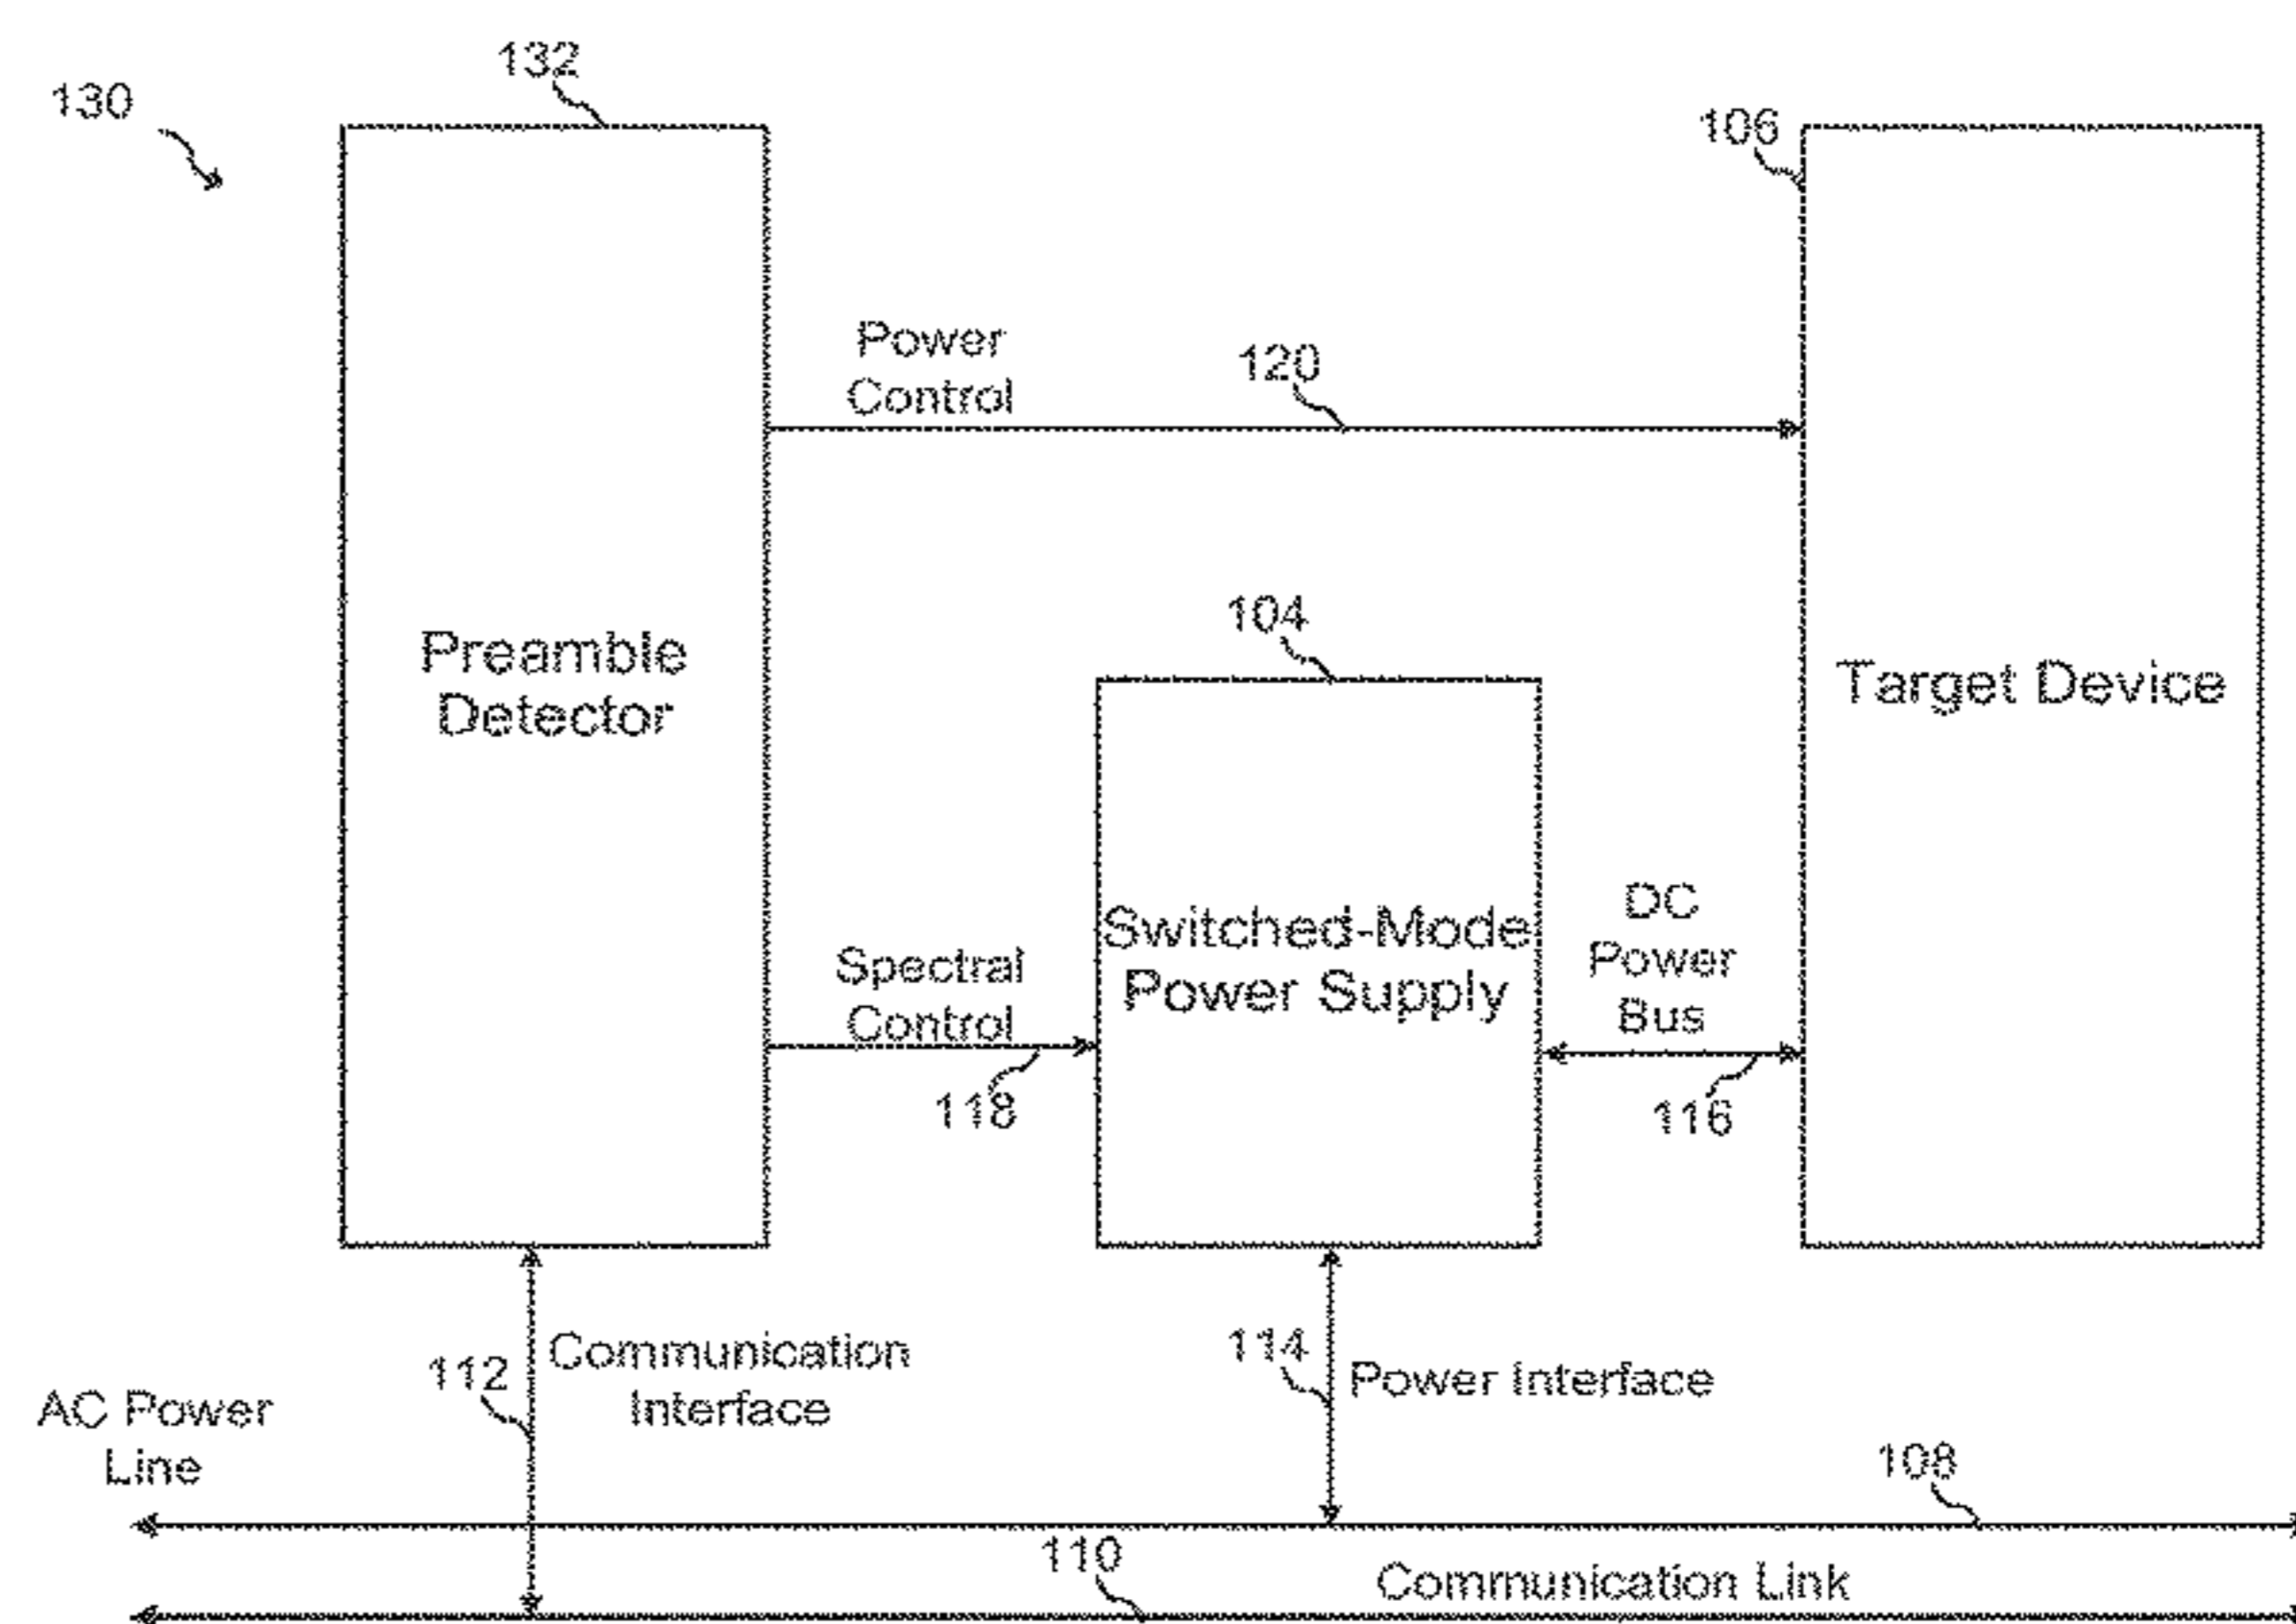 132
130
106
Power
Control
120
104
Preamble
Detector
Target Device
Switched-Mode
Power Supply
DC
Power
Bus
Spectral
Control
118
116
112
Communication
Interface
114
Power Interface
AC Power
Line
108
110
Communication Link